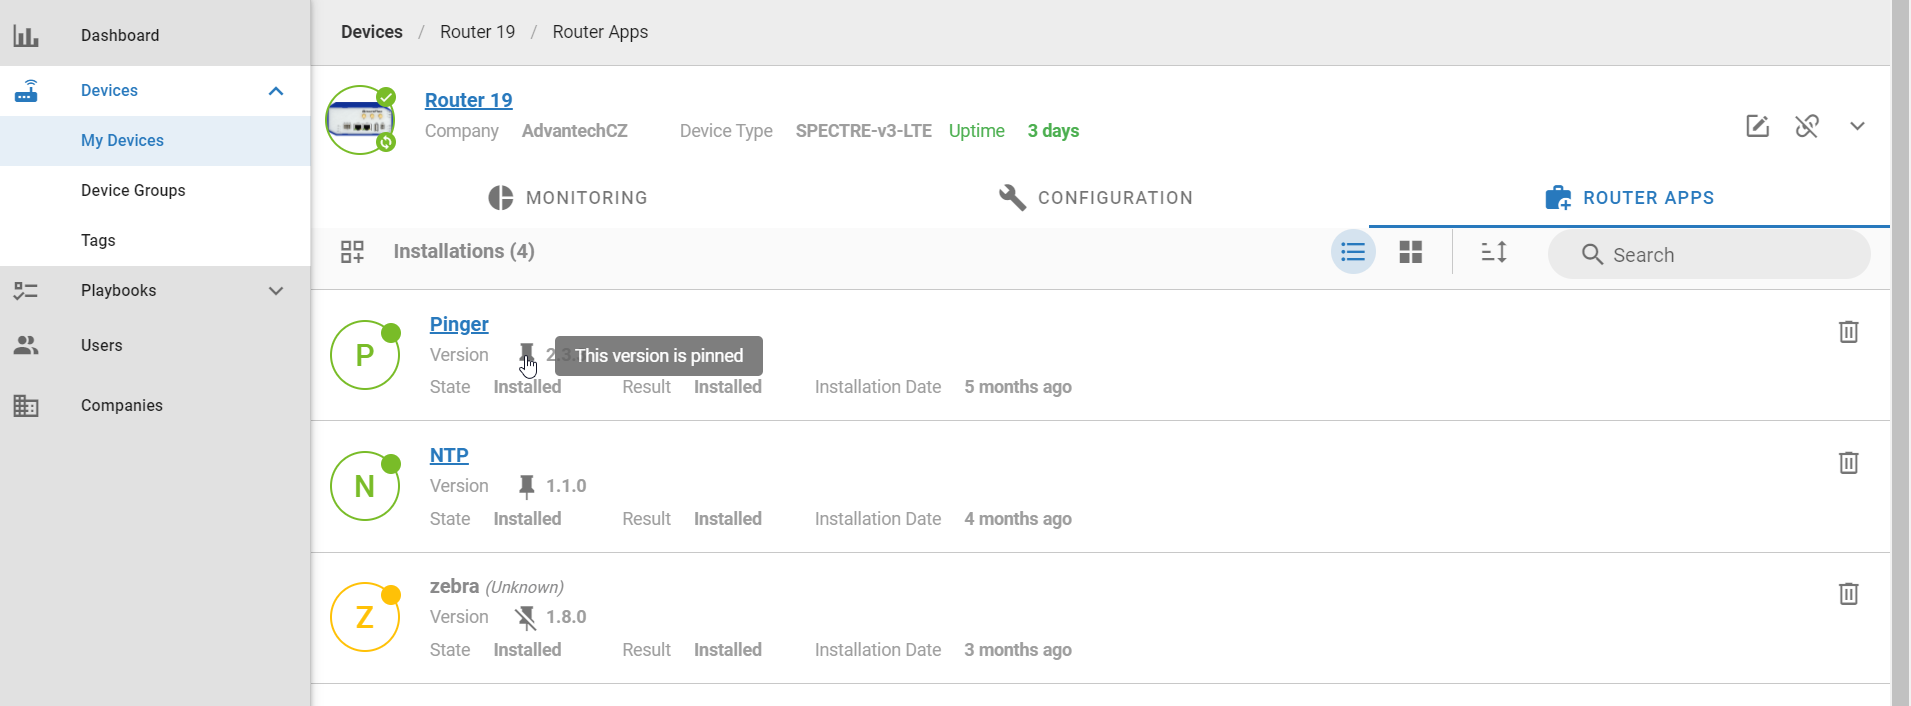 Dashboard
Devices
My Devices
Device Groups
Tags
Playbooks
Users
Companies
Devices / Router 19 / Router Apps
Router 19
Company AdvantechCZ Device Type SPECTRE-v3-LTE Uptime 3 days
MONITORING CONFIGURATION ROUTER APPS
Installations (4) Search
P
Pinger
Version This version is pinned
State Installed Result Installed Installation Date 5 months ago
N
NTP
Version 1.1.0
State Installed Result Installed Installation Date 4 months ago
Z
zebra (Unknown)
Version 1.8.0
State Installed Result Installed Installation Date 3 months ago